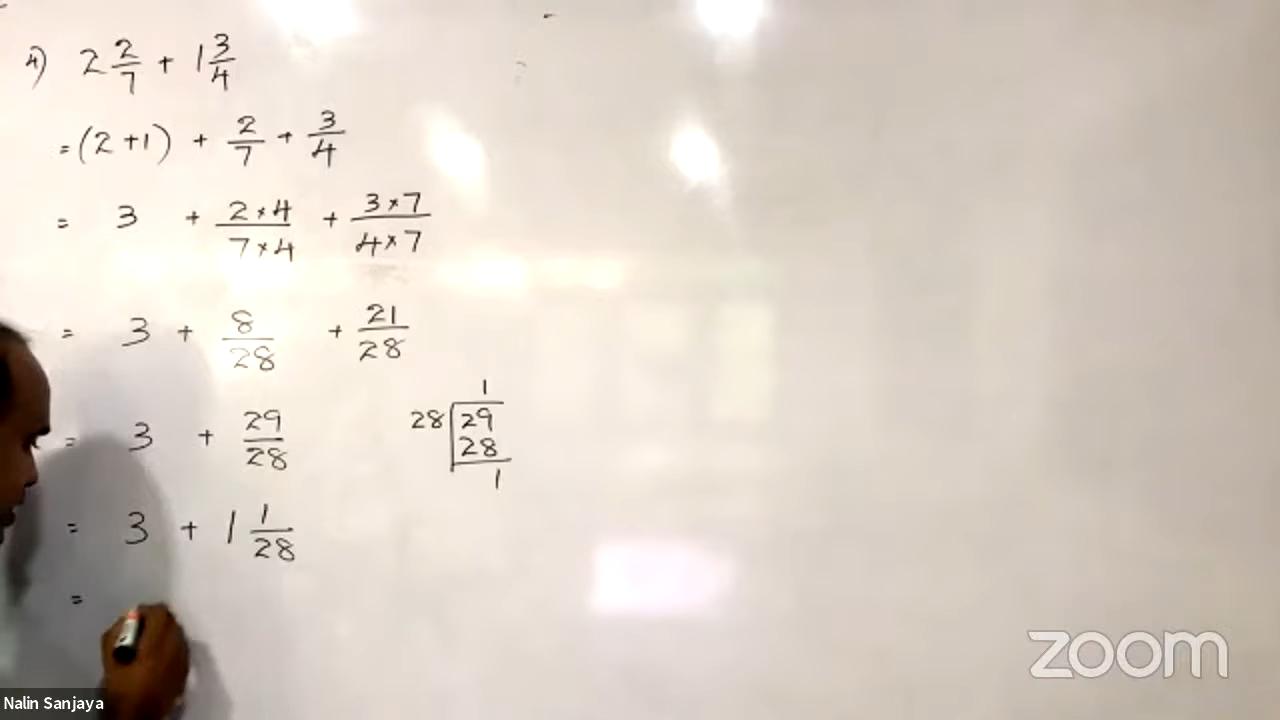 4) 2 2/7 + 1 3/4
= (2+1) + 2/7 + 3/4
= 3 + 2×4/7×4 + 3×7/4×7
= 3 + 8/28 + 21/28
= 3 + 29/28
1
28 29
28
1
= 3 + 1 1/28
=
zoom
Nalin Sanjaya